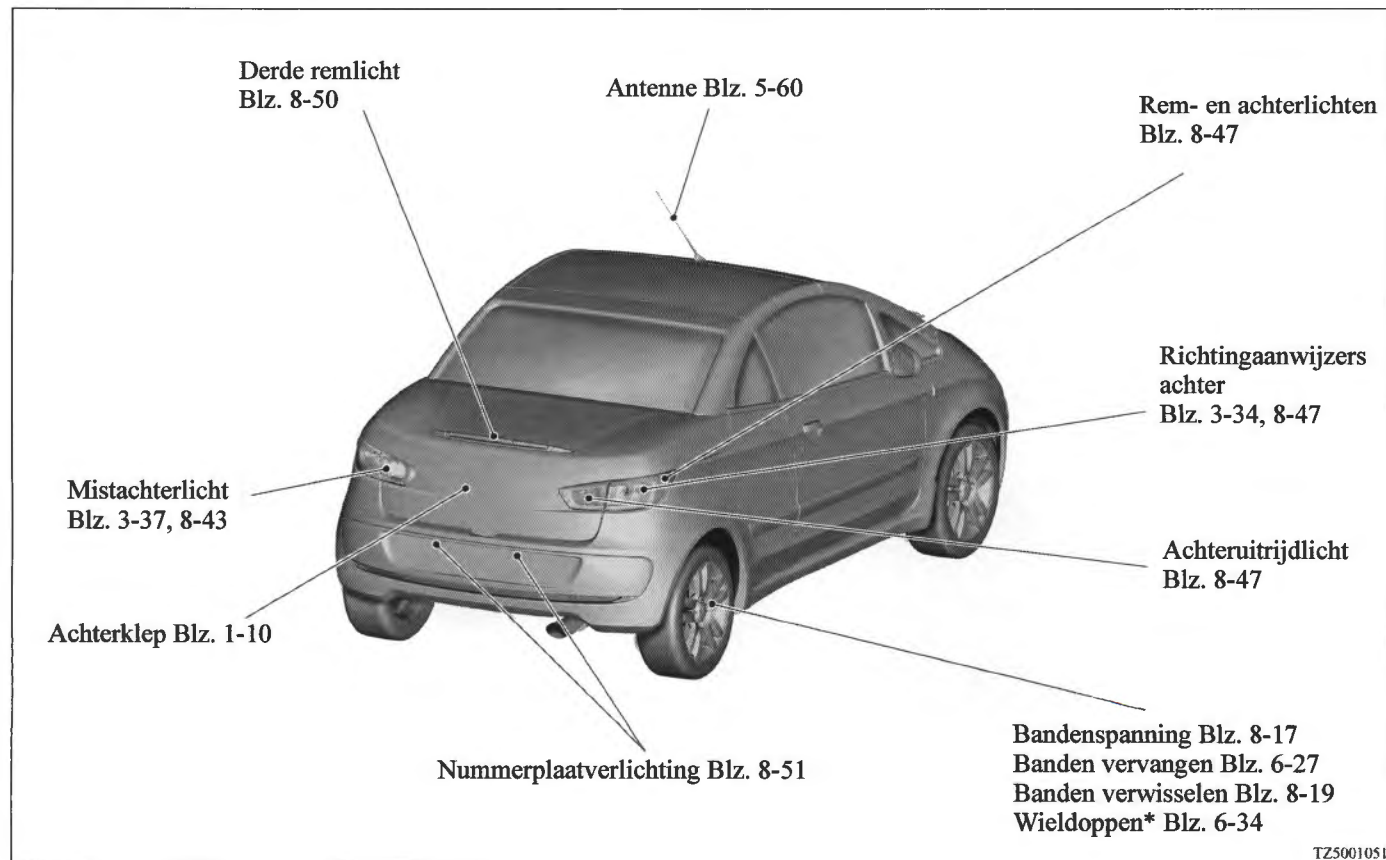 Derde remlicht
Blz. 8-50
Antenne Blz. 5-60
Rem- en achterlichten
Blz. 8-47
Richtingaanwijzers
achter
Blz. 3-34, 8-47
Mistachterlicht
Blz. 3-37, 8-43
Achteruitrijdlicht
Blz. 8-47
Achterklep Blz. 1-10
Nummerplaatverlichting Blz. 8-51
Bandenspanning Blz. 8-17
Banden vervangen Blz. 6-27
Banden verwisselen Blz. 8-19
Wieldoppen* Blz. 6-34
TZ5001051